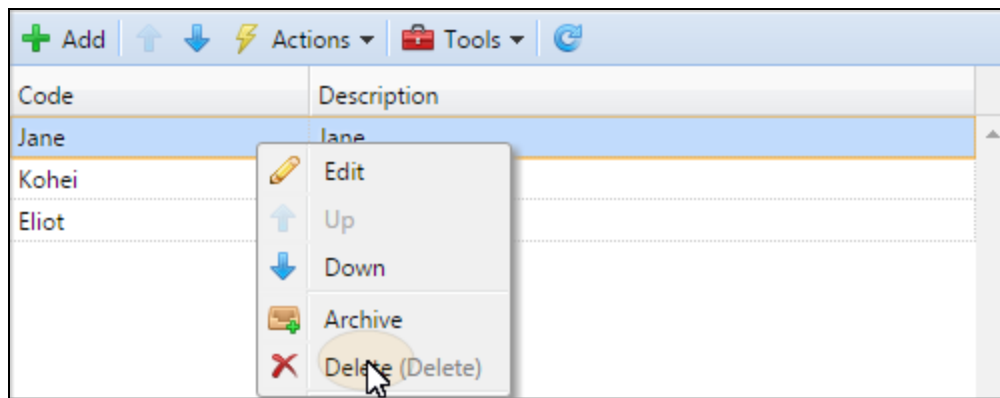 Add Actions Tools
Code Description
Jane Jane
Edit
Kohei
Up
Eliot
Down
Archive
Delete (Delete)